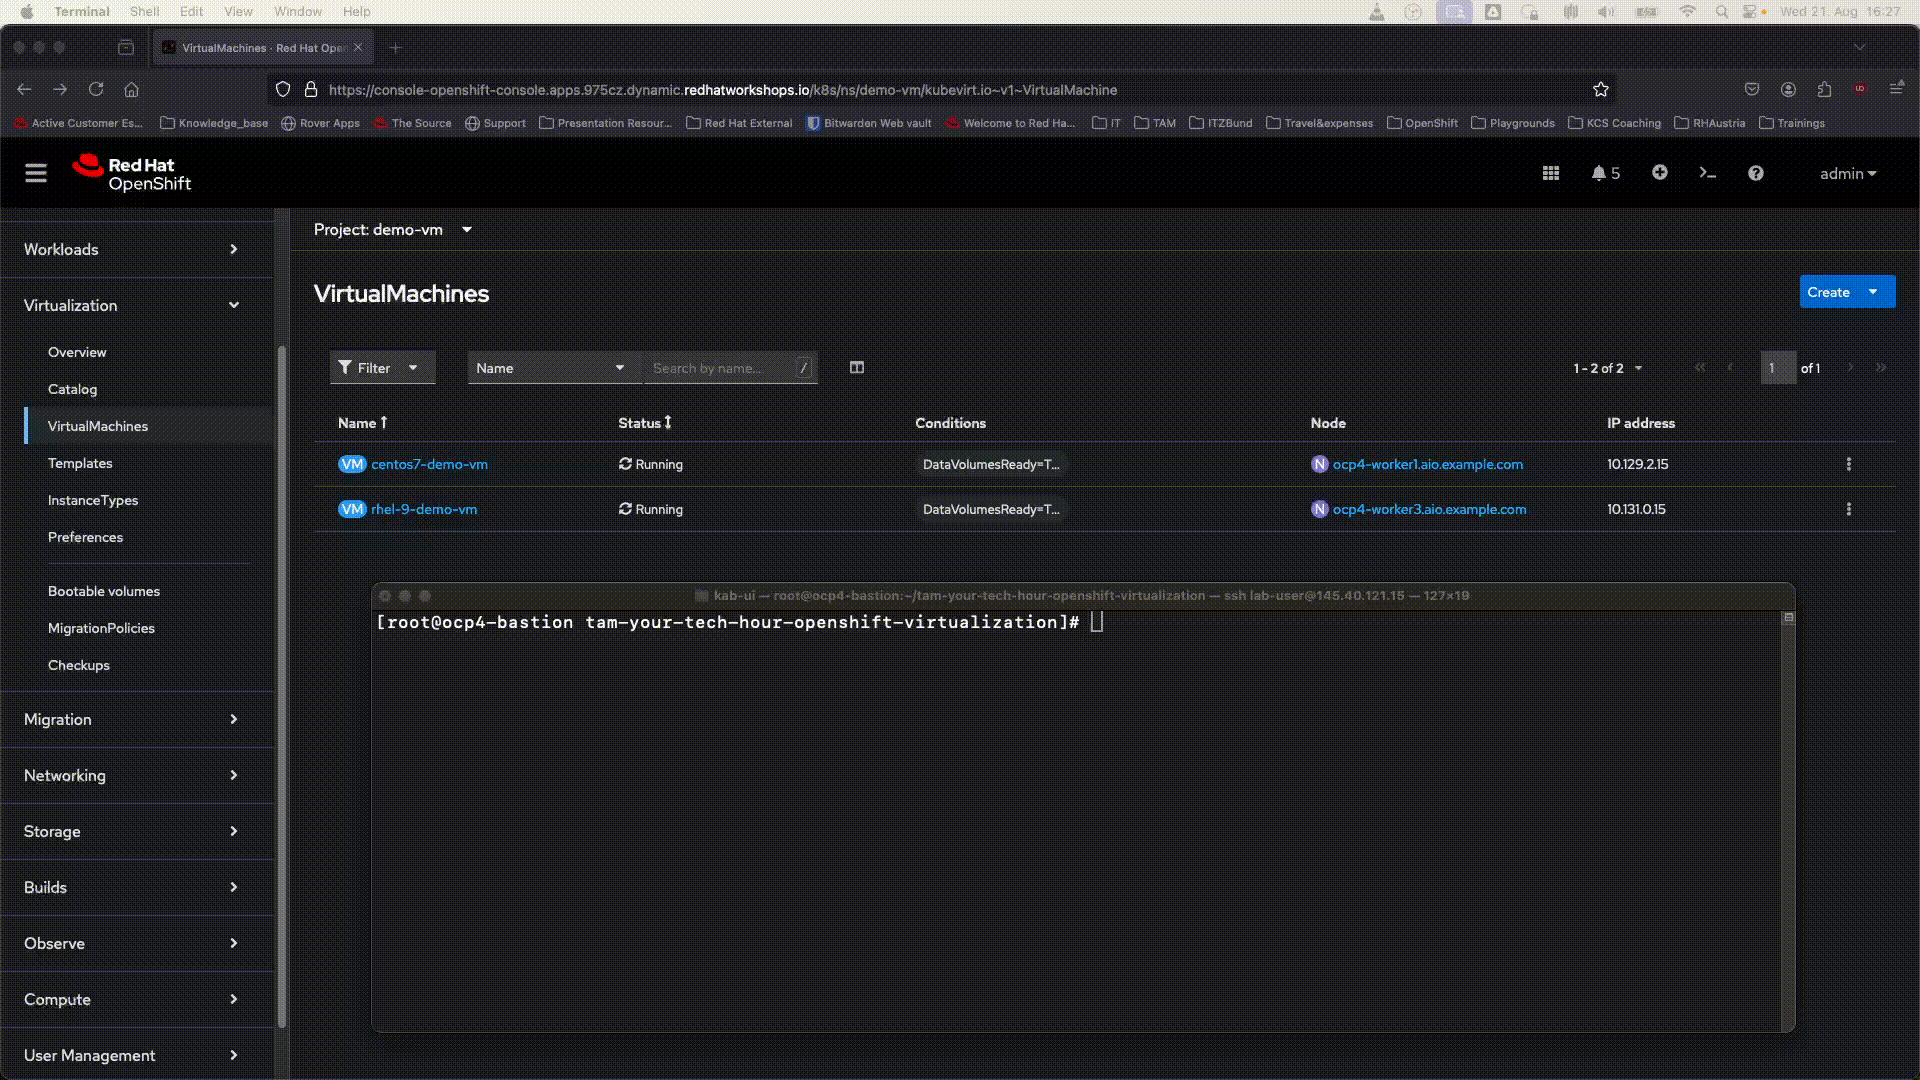 Terminal Shell Edit View Window Help Wed 21. Aug 16:27
VirtualMachines · Red Hat Open
https://console-openshift-console.apps.975cz.dynamic.redhatworkshops.io/k8s/ns/demo-vm/kubevirt.io~v1~VirtualMachine
Active Customer Es... Knowledge_base Rover Apps The Source Support Presentation Resour... Red Hat External Bitwarden Web vault Welcome to Red Ha... IT TAM ITZBund Travel&expenses OpenShift Playgrounds KCS Coaching RHAustria Trainings
Red Hat
OpenShift
5
admin
Workloads
Virtualization
Overview
Catalog
VirtualMachines
Templates
InstanceTypes
Preferences
Bootable volumes
MigrationPolicies
Checkups
Migration
Networking
Storage
Builds
Observe
Compute
User Management
Project: demo-vm
VirtualMachines
Create
Filter Name Search by name... / 1 - 2 of 2 1 of 1
Name Status Conditions Node IP address
VM centos7-demo-vm Running DataVolumesReady=T... N ocp4-worker1.aio.example.com 10.129.2.15
VM rhel-9-demo-vm Running DataVolumesReady=T... N ocp4-worker3.aio.example.com 10.131.0.15
kab-ui — root@ocp4-bastion:~/tam-your-tech-hour-openshift-virtualization — ssh lab-user@145.40.121.15 — 127×19
[root@ocp4-bastion tam-your-tech-hour-openshift-virtualization]#